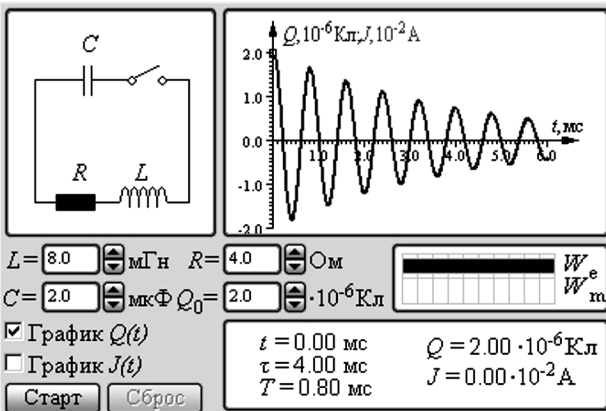 C
R L
Q,10⁻⁶Кл;J,10⁻²А
2.0
1.0
0.0
-1.0
-2.0
1.0 2.0 3.0 4.0 5.0 6.0
t,мс
L= 8.0 мГн R= 4.0 Ом
C= 2.0 мкФ Q₀= 2.0 ·10⁻⁶Кл
График Q(t)
График J(t)
Старт Сброс
Wₑ
Wₘ
t = 0.00 мс
τ = 4.00 мс
T = 0.80 мс
Q = 2.00 ·10⁻⁶Кл
J = 0.00·10⁻²А